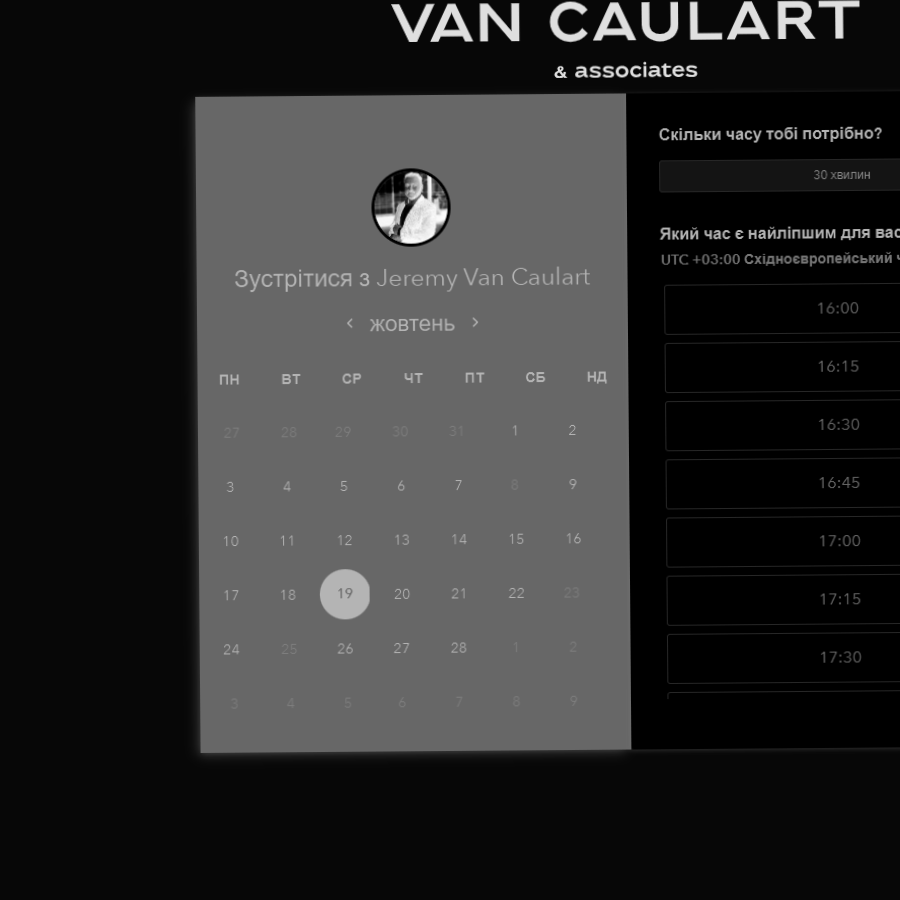 VAN CAULART
& associates
Зустрітися з Jeremy Van Caulart
жовтень
ПН ВТ СР ЧТ ПТ СБ НД
27 28 29 30 31 1 2
3 4 5 6 7 8 9
10 11 12 13 14 15 16
17 18 19 20 21 22 23
24 25 26 27 28 1 2
3 4 5 6 7 8 9
Скільки часу тобі потрібно?
30 хвилин
Який час є найліпшим для вас
UTC +03:00 Східноєвропейський
16:00
16:15
16:30
16:45
17:00
17:15
17:30